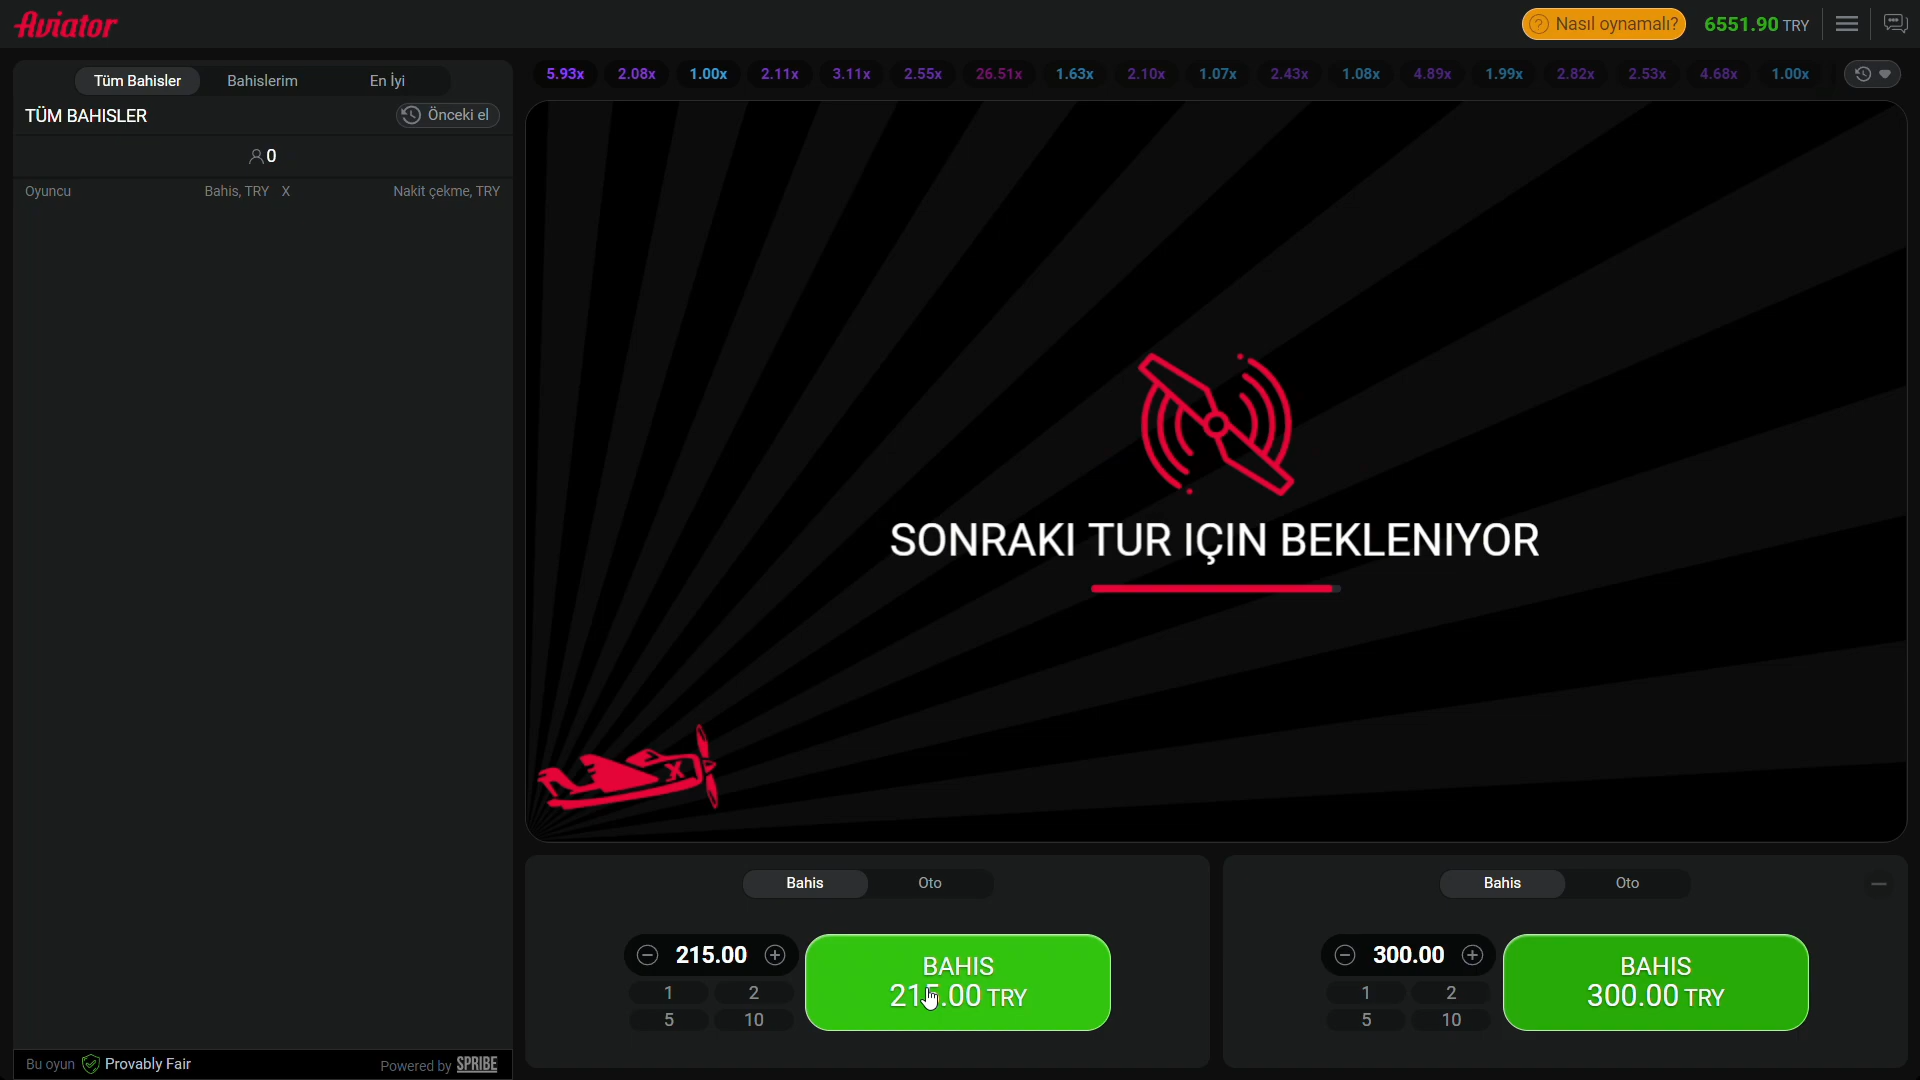 Aviator
Nasıl oynamalı?
6551.90 TRY
Tüm Bahisler
Bahislerim
En İyi
5.93x
2.08x
1.00x
2.11x
3.11x
2.55x
26.51x
1.63x
2.10x
1.07x
2.43x
1.08x
4.89x
1.99x
2.82x
2.53x
4.68x
1.00x
TÜM BAHISLER
Önceki el
0
Oyuncu
Bahis, TRY X
Nakit çekme, TRY
SONRAKI TUR IÇIN BEKLENIYOR
Bahis
Oto
215.00
1
2
5
10
BAHIS
215.00 TRY
Bahis
Oto
300.00
1
2
5
10
BAHIS
300.00 TRY
Bu oyun Provably Fair
Powered by SPRIBE